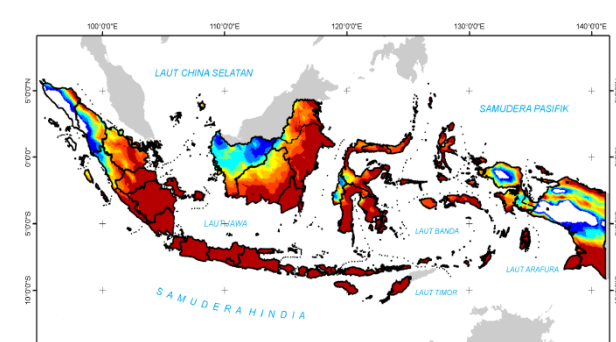 100°0'0"E 110°0'0"E 120°0'0"E 130°0'0"E 140°0'0"E
LAUT CHINA SELATAN
5°0'0"N
SAMUDERA PASIFIK
0°0'0"
5°0'0"S
LAUT JAWA
LAUT BANDA
LAUT ARAFURA
10°0'0"S
LAUT TIMOR
SAMUDERA HINDIA